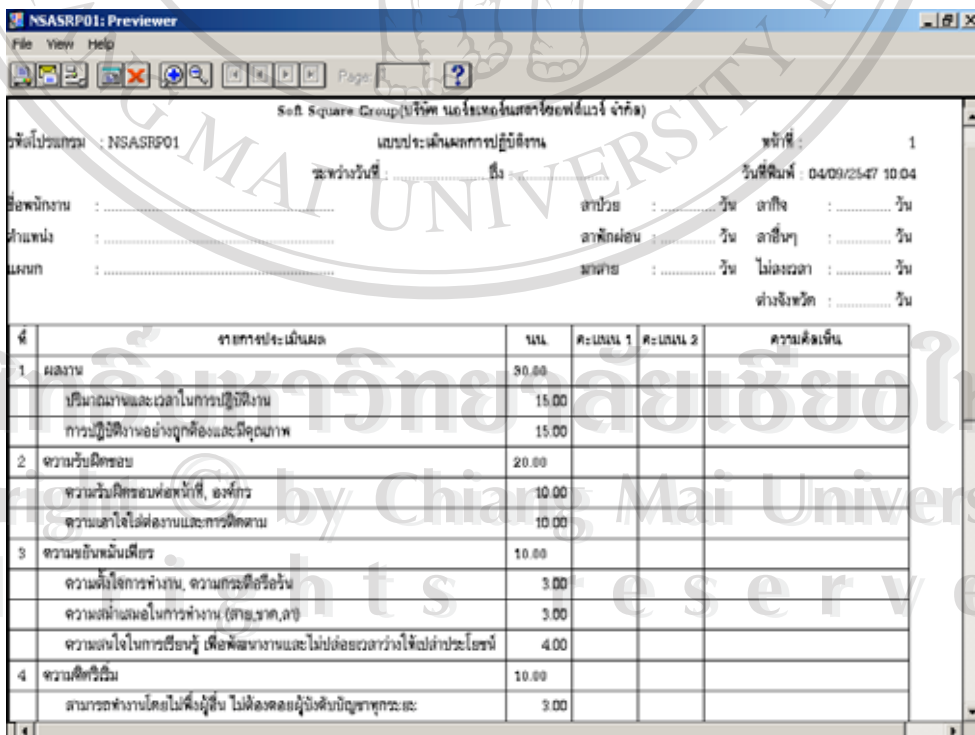 NSASRP01: Previewer
File View Help
Page: 1
Soft Square Group(บริษัท นอร์ธเทอร์นสตาร์ซอฟต์แวร์ จำกัด)
รหัสโปรแกรม : NSASRP01 แบบประเมินผลการปฏิบัติงาน หน้าที่ : 1
ระหว่างวันที่ : ถึง : วันที่พิมพ์ : 04/09/2547 10:04
ชื่อพนักงาน : ลาป่วย : วัน ลากิจ : วัน
ตำแหน่ง : ลาพักผ่อน : วัน ลาอื่นๆ : วัน
แผนก : มาสาย : วัน ไม่ลงเวลา : วัน
ต่างจังหวัด : วัน
ที่ รายการประเมินผล นน. คะแนน 1 คะแนน 2 ความคิดเห็น
1 ผลงาน 30.00
ปริมาณงานและเวลาในการปฏิบัติงาน 15.00
การปฏิบัติงานอย่างถูกต้องและมีคุณภาพ 15.00
2 ความรับผิดชอบ 20.00
ความรับผิดชอบต่อหน้าที่, องค์กร 10.00
ความเอาใจใส่ต่องานและการติดตาม 10.00
3 ความขยันหมั่นเพียร 10.00
ความตั้งใจการทำงาน, ความกระตือรือร้น 3.00
ความสม่ำเสมอในการทำงาน (สาย,ขาด,ลา) 3.00
ความสนใจในการเรียนรู้ เพื่อพัฒนางานและไม่ปล่อยเวลาว่างให้เปล่าประโยชน์ 4.00
4 ความคิดริเริ่ม 10.00
สามารถทำงานโดยไม่พึ่งผู้อื่น ไม่ต้องคอยผู้บังคับบัญชาทุกระยะ 3.00
MAI UNIVERSITY
by Chiang Mai Univers